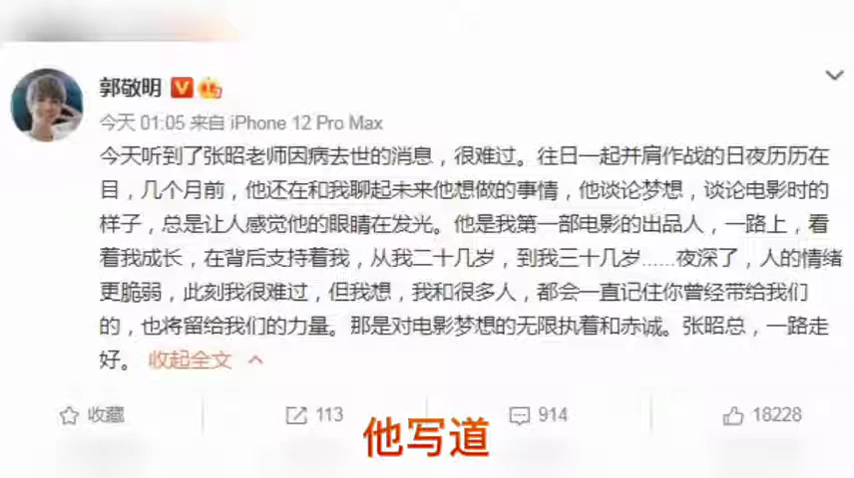 郭敬明
今天 01:05 来自 iPhone 12 Pro Max
今天听到了张昭老师因病去世的消息，很难过。往日一起并肩作战的日夜历历在
目，几个月前，他还在和我聊起未来他想做的事情，他谈论梦想，谈论电影时的
样子，总是让人感觉他的眼睛在发光。他是我第一部电影的出品人，一路上，看
着我成长，在背后支持着我，从我二十几岁，到我三十几岁......夜深了，人的情绪
更脆弱，此刻我很难过，但我想，我和很多人，都会一直记住你曾经带给我们
的，也将留给我们的力量。那是对电影梦想的无限执着和赤诚。张昭总，一路走
好。 收起全文
收藏 113 914 18228
他写道